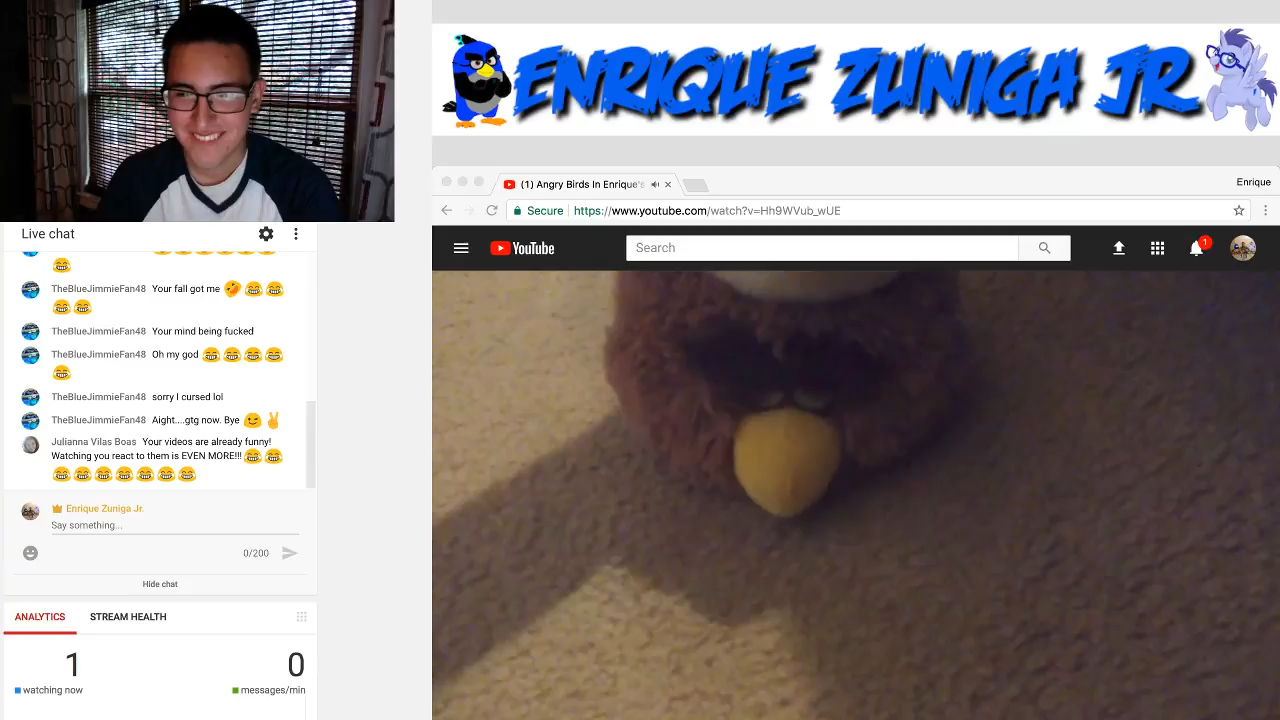 ENRIQUE ZUNIGA JR
(1) Angry Birds In Enrique's
Enrique
Secure
https://www.youtube.com/watch?v=Hh9WVub_wUE
YouTube
Search
1
Live chat
TheBlueJimmieFan48 Your fall got me 🤣😂😂
😂😂
TheBlueJimmieFan48 Your mind being fucked
TheBlueJimmieFan48 Oh my god 😂😂😂😂
😂
TheBlueJimmieFan48 sorry I cursed lol
TheBlueJimmieFan48 Aight....gtg now. Bye 😉✌
Julianna Vilas Boas Your videos are already funny!
Watching you react to them is EVEN MORE!!!😂😂
😂😂😂😂😂😂😂
Enrique Zuniga Jr.
Say something...
0/200
Hide chat
ANALYTICS
STREAM HEALTH
1
watching now
0
messages/min